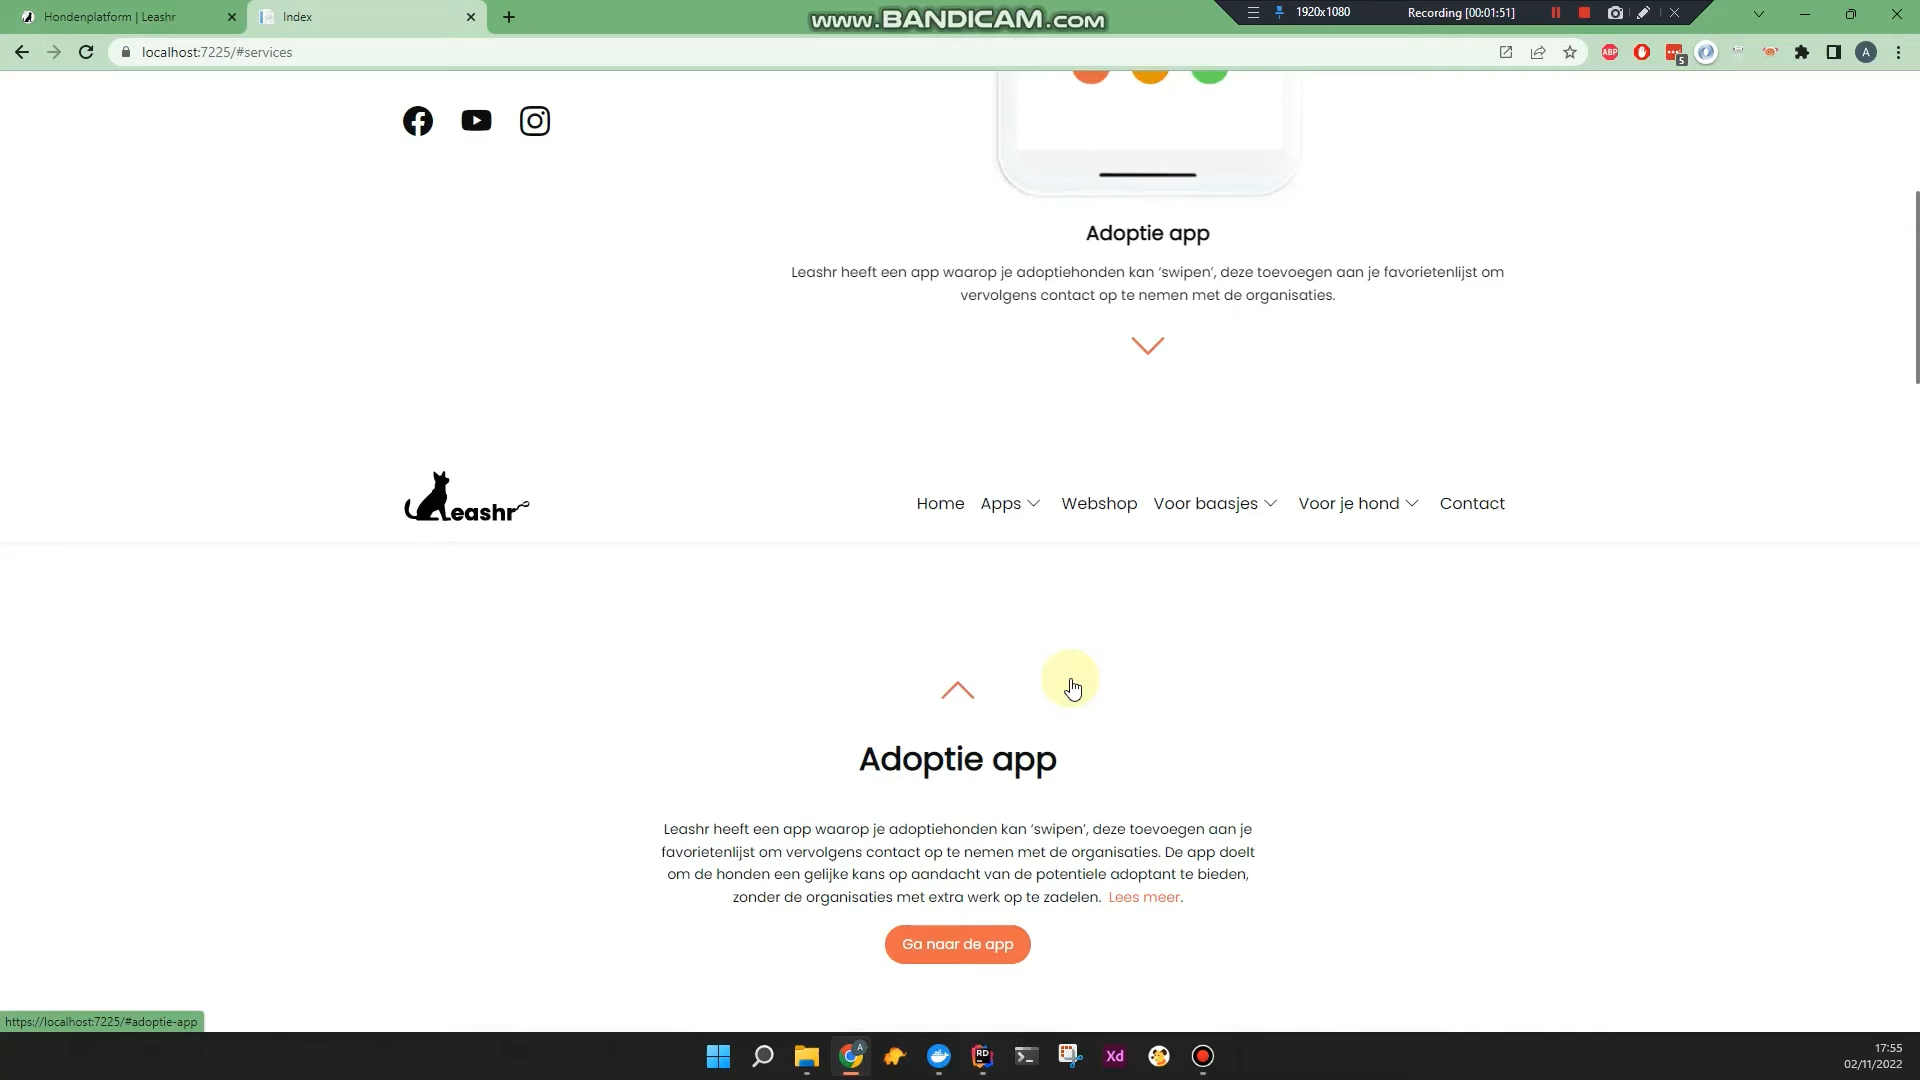 Hondenplatform | Leashr
Index
www.BANDICAM.com
1920x1080
Recording [00:01:51]
localhost:7225/#services
ABP
5
A
Adoptie app
Leashr heeft een app waarop je adoptiehonden kan ‘swipen’, deze toevoegen aan je favorietenlijst om
vervolgens contact op te nemen met de organisaties.
Leashr
Home
Apps
Webshop
Voor baasjes
Voor je hond
Contact
Adoptie app
Leashr heeft een app waarop je adoptiehonden kan ‘swipen’, deze toevoegen aan je
favorietenlijst om vervolgens contact op te nemen met de organisaties. De app doelt
om de honden een gelijke kans op aandacht van de potentiele adoptant te bieden,
zonder de organisaties met extra werk op te zadelen. Lees meer.
Ga naar de app
https://localhost:7225/#adoptie-app
A
RD
Xd
17:55
02/11/2022